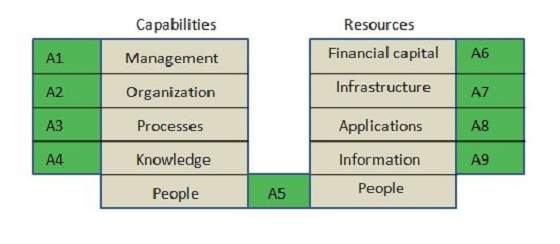 Capabilities Resources
A1 Management Financial capital A6
A2 Organization Infrastructure A7
A3 Processes Applications A8
A4 Knowledge Information A9
People A5 People